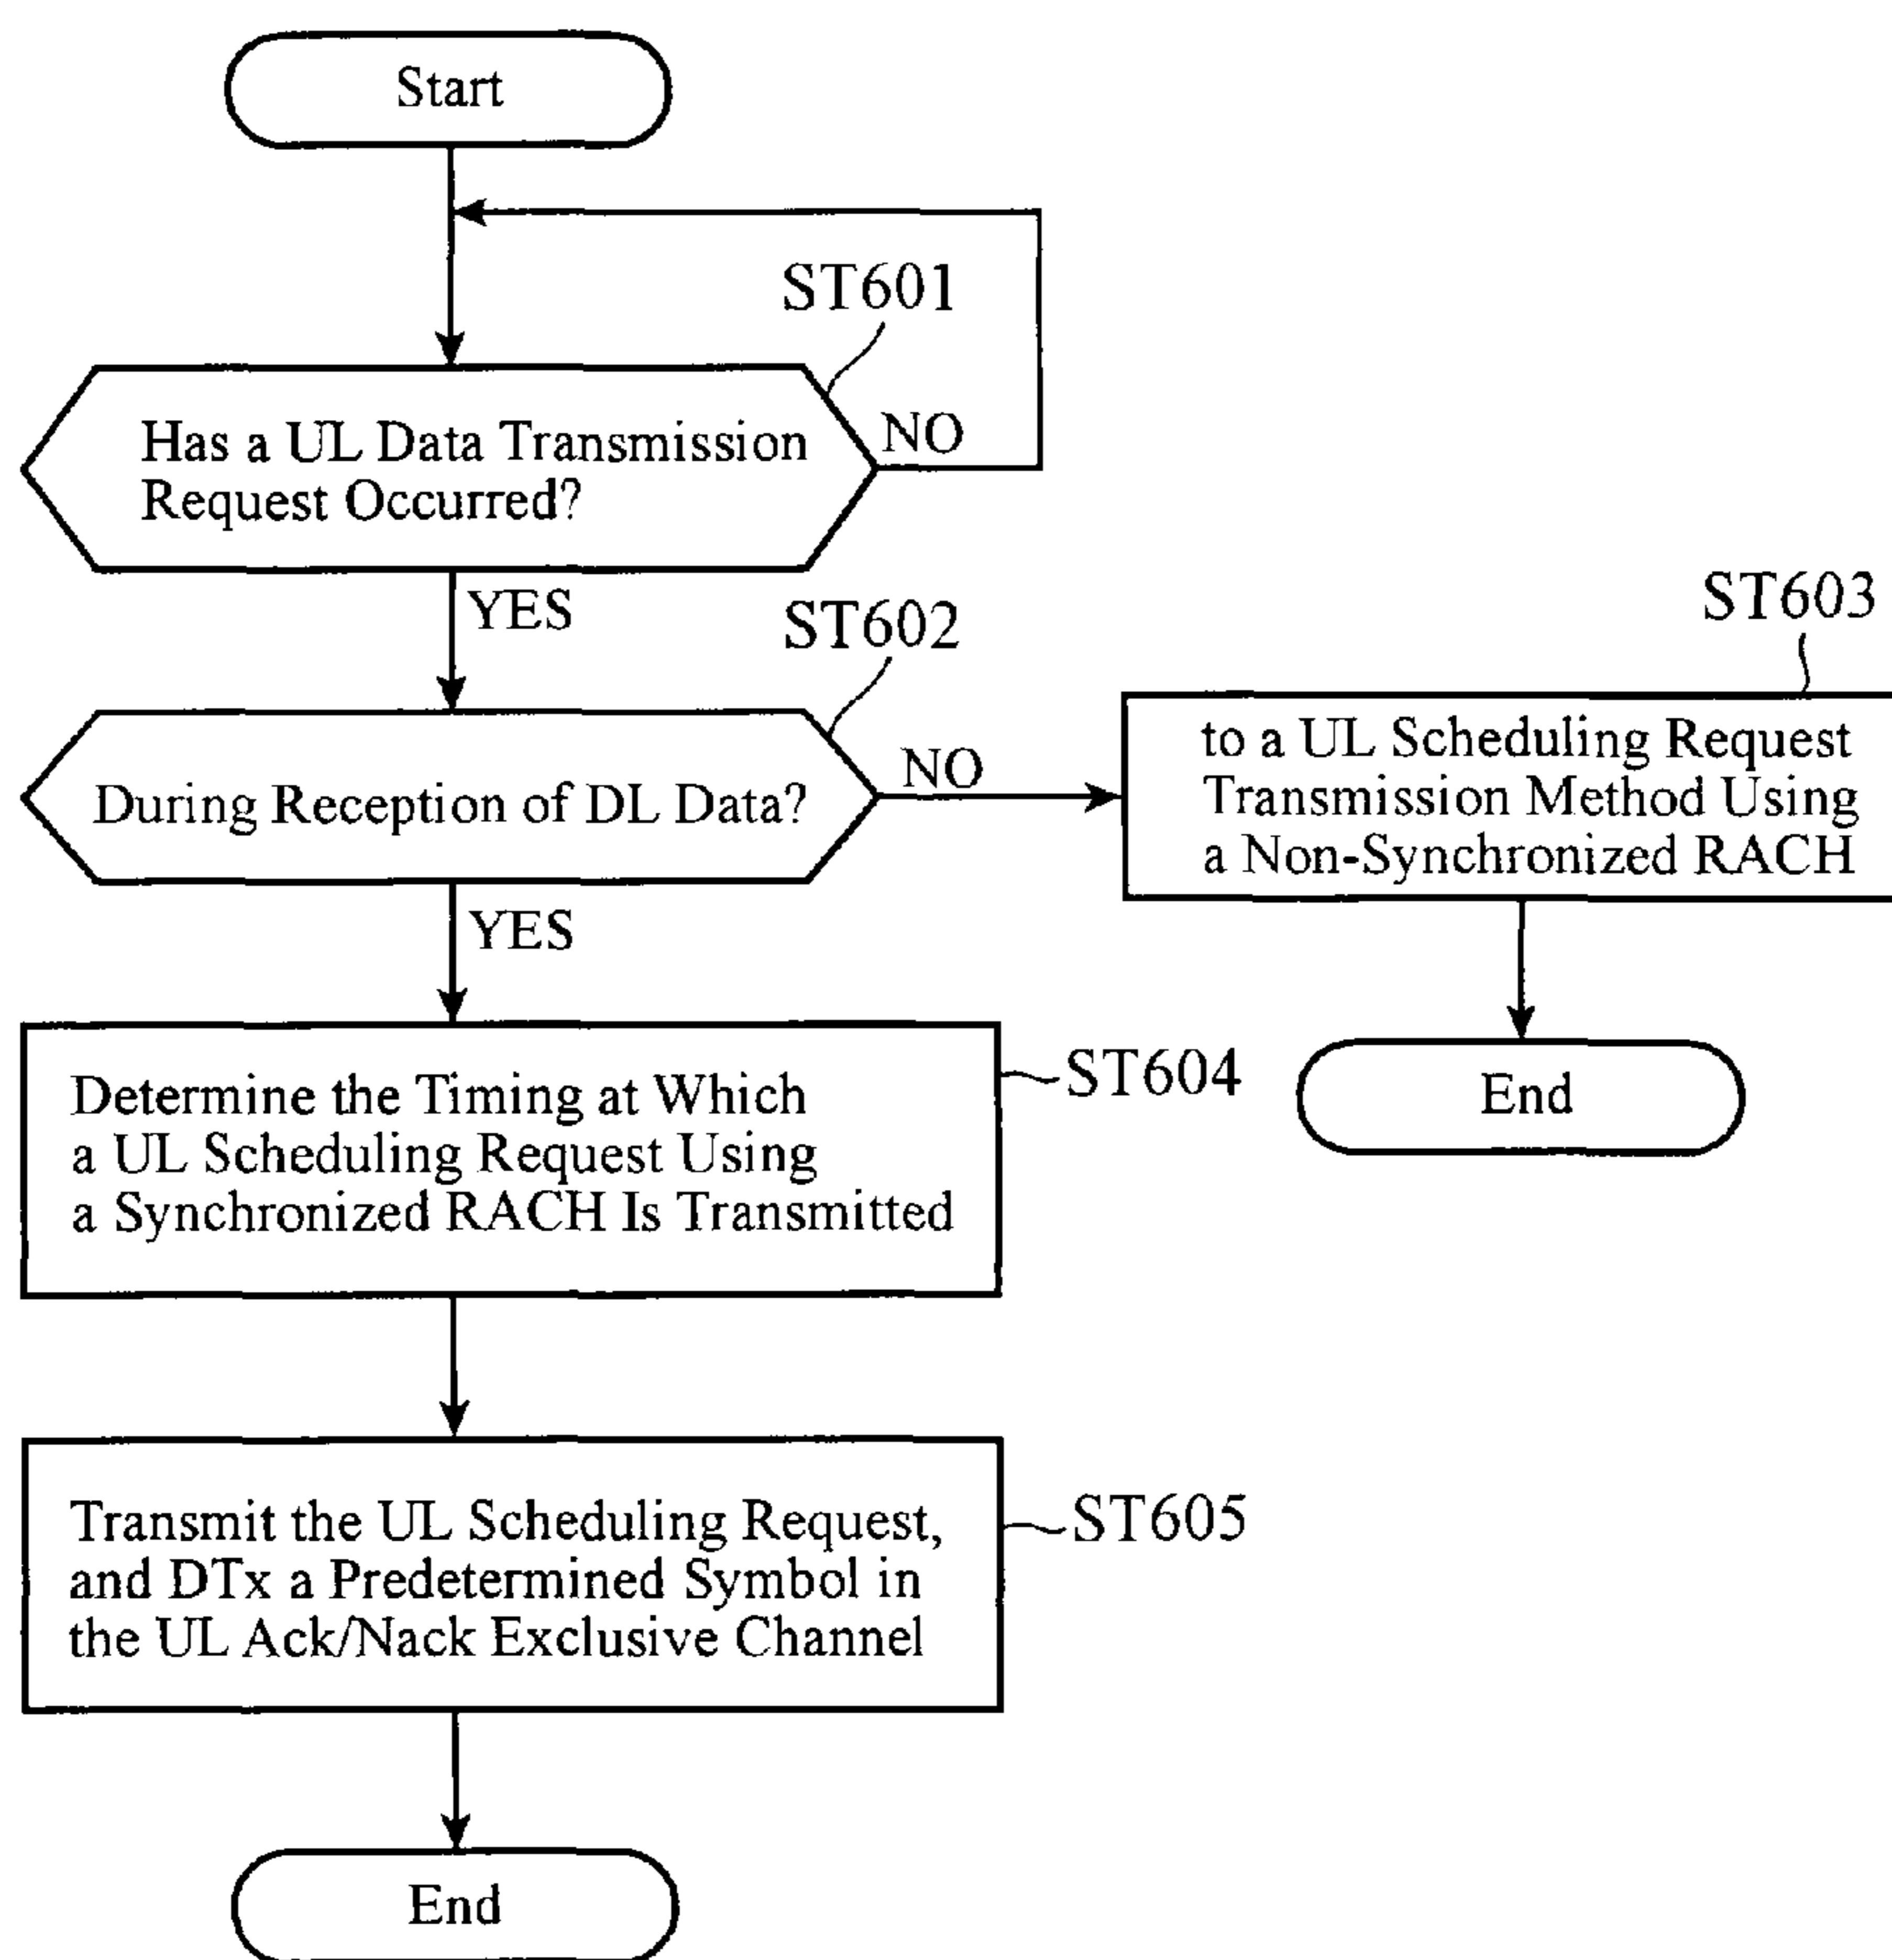 Start
ST601
Has a UL Data Transmission
Request Occurred?
NO
YES
ST602
During Reception of DL Data?
NO
ST603
to a UL Scheduling Request
Transmission Method Using
a Non-Synchronized RACH
YES
Determine the Timing at Which
a UL Scheduling Request Using
a Synchronized RACH Is Transmitted
ST604
End
Transmit the UL Scheduling Request,
and DTx a Predetermined Symbol in
the UL Ack/Nack Exclusive Channel
ST605
End